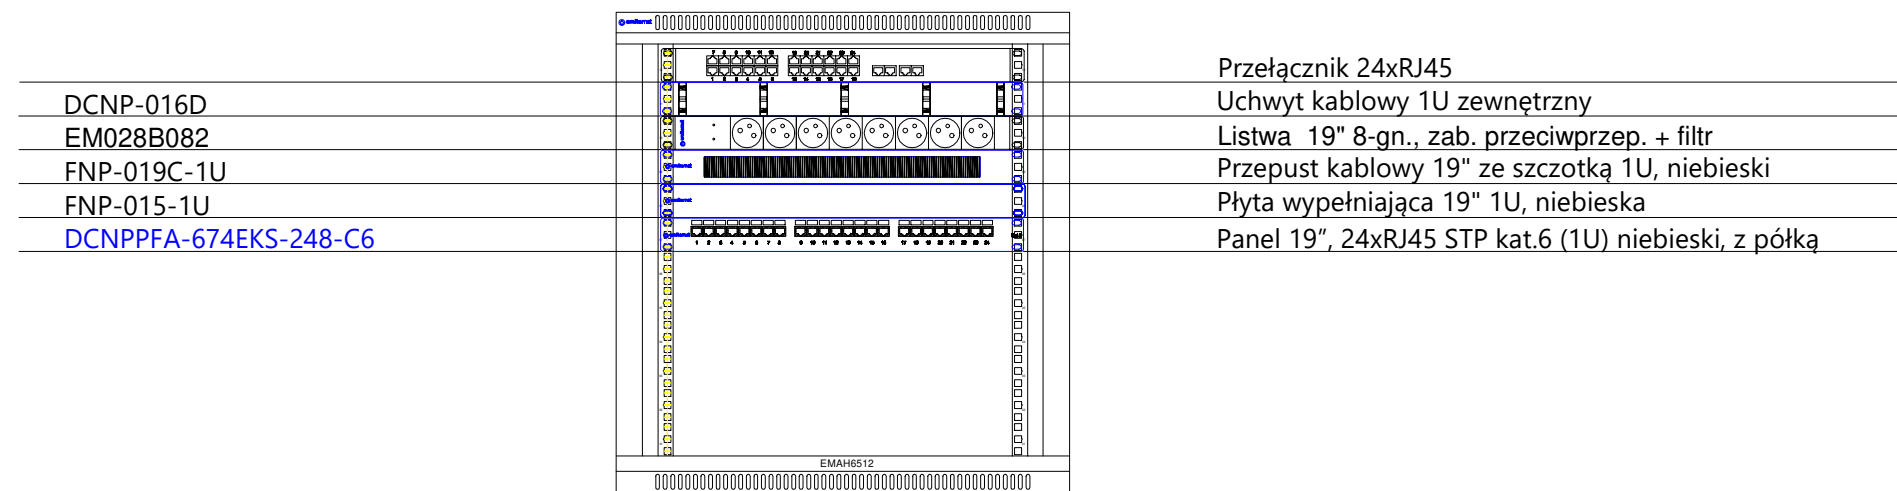 emiternet
Przełącznik 24xRJ45
DCNP-016D
Uchwyt kablowy 1U zewnętrzny
EM028B082
Listwa 19" 8-gn., zab. przeciwprzep. + filtr
FNP-019C-1U
Przepust kablowy 19" ze szczotką 1U, niebieski
FNP-015-1U
Płyta wypełniająca 19" 1U, niebieska
DCNPPFA-674EKS-248-C6
Panel 19”, 24xRJ45 STP kat.6 (1U) niebieski, z półką
EMAH6512